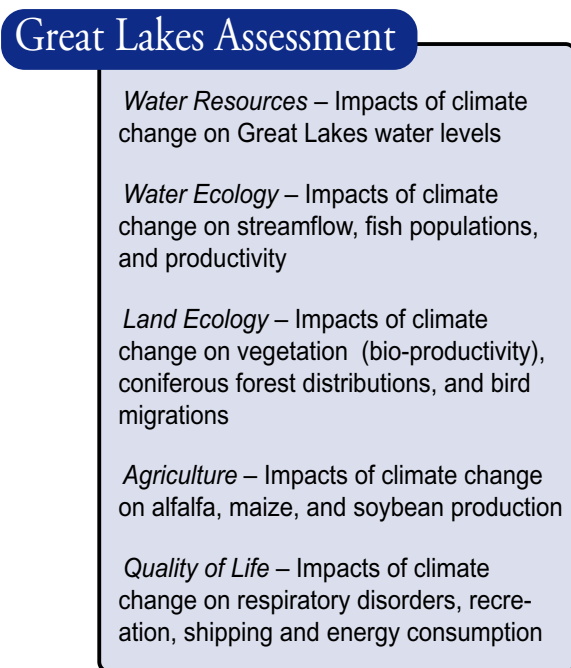 Great Lakes Assessment
Water Resources – Impacts of climate
change on Great Lakes water levels
Water Ecology – Impacts of climate
change on streamflow, fish populations,
and productivity
Land Ecology – Impacts of climate
change on vegetation (bio-productivity),
coniferous forest distributions, and bird
migrations
Agriculture – Impacts of climate change
on alfalfa, maize, and soybean production
Quality of Life – Impacts of climate
change on respiratory disorders, recre-
ation, shipping and energy consumption